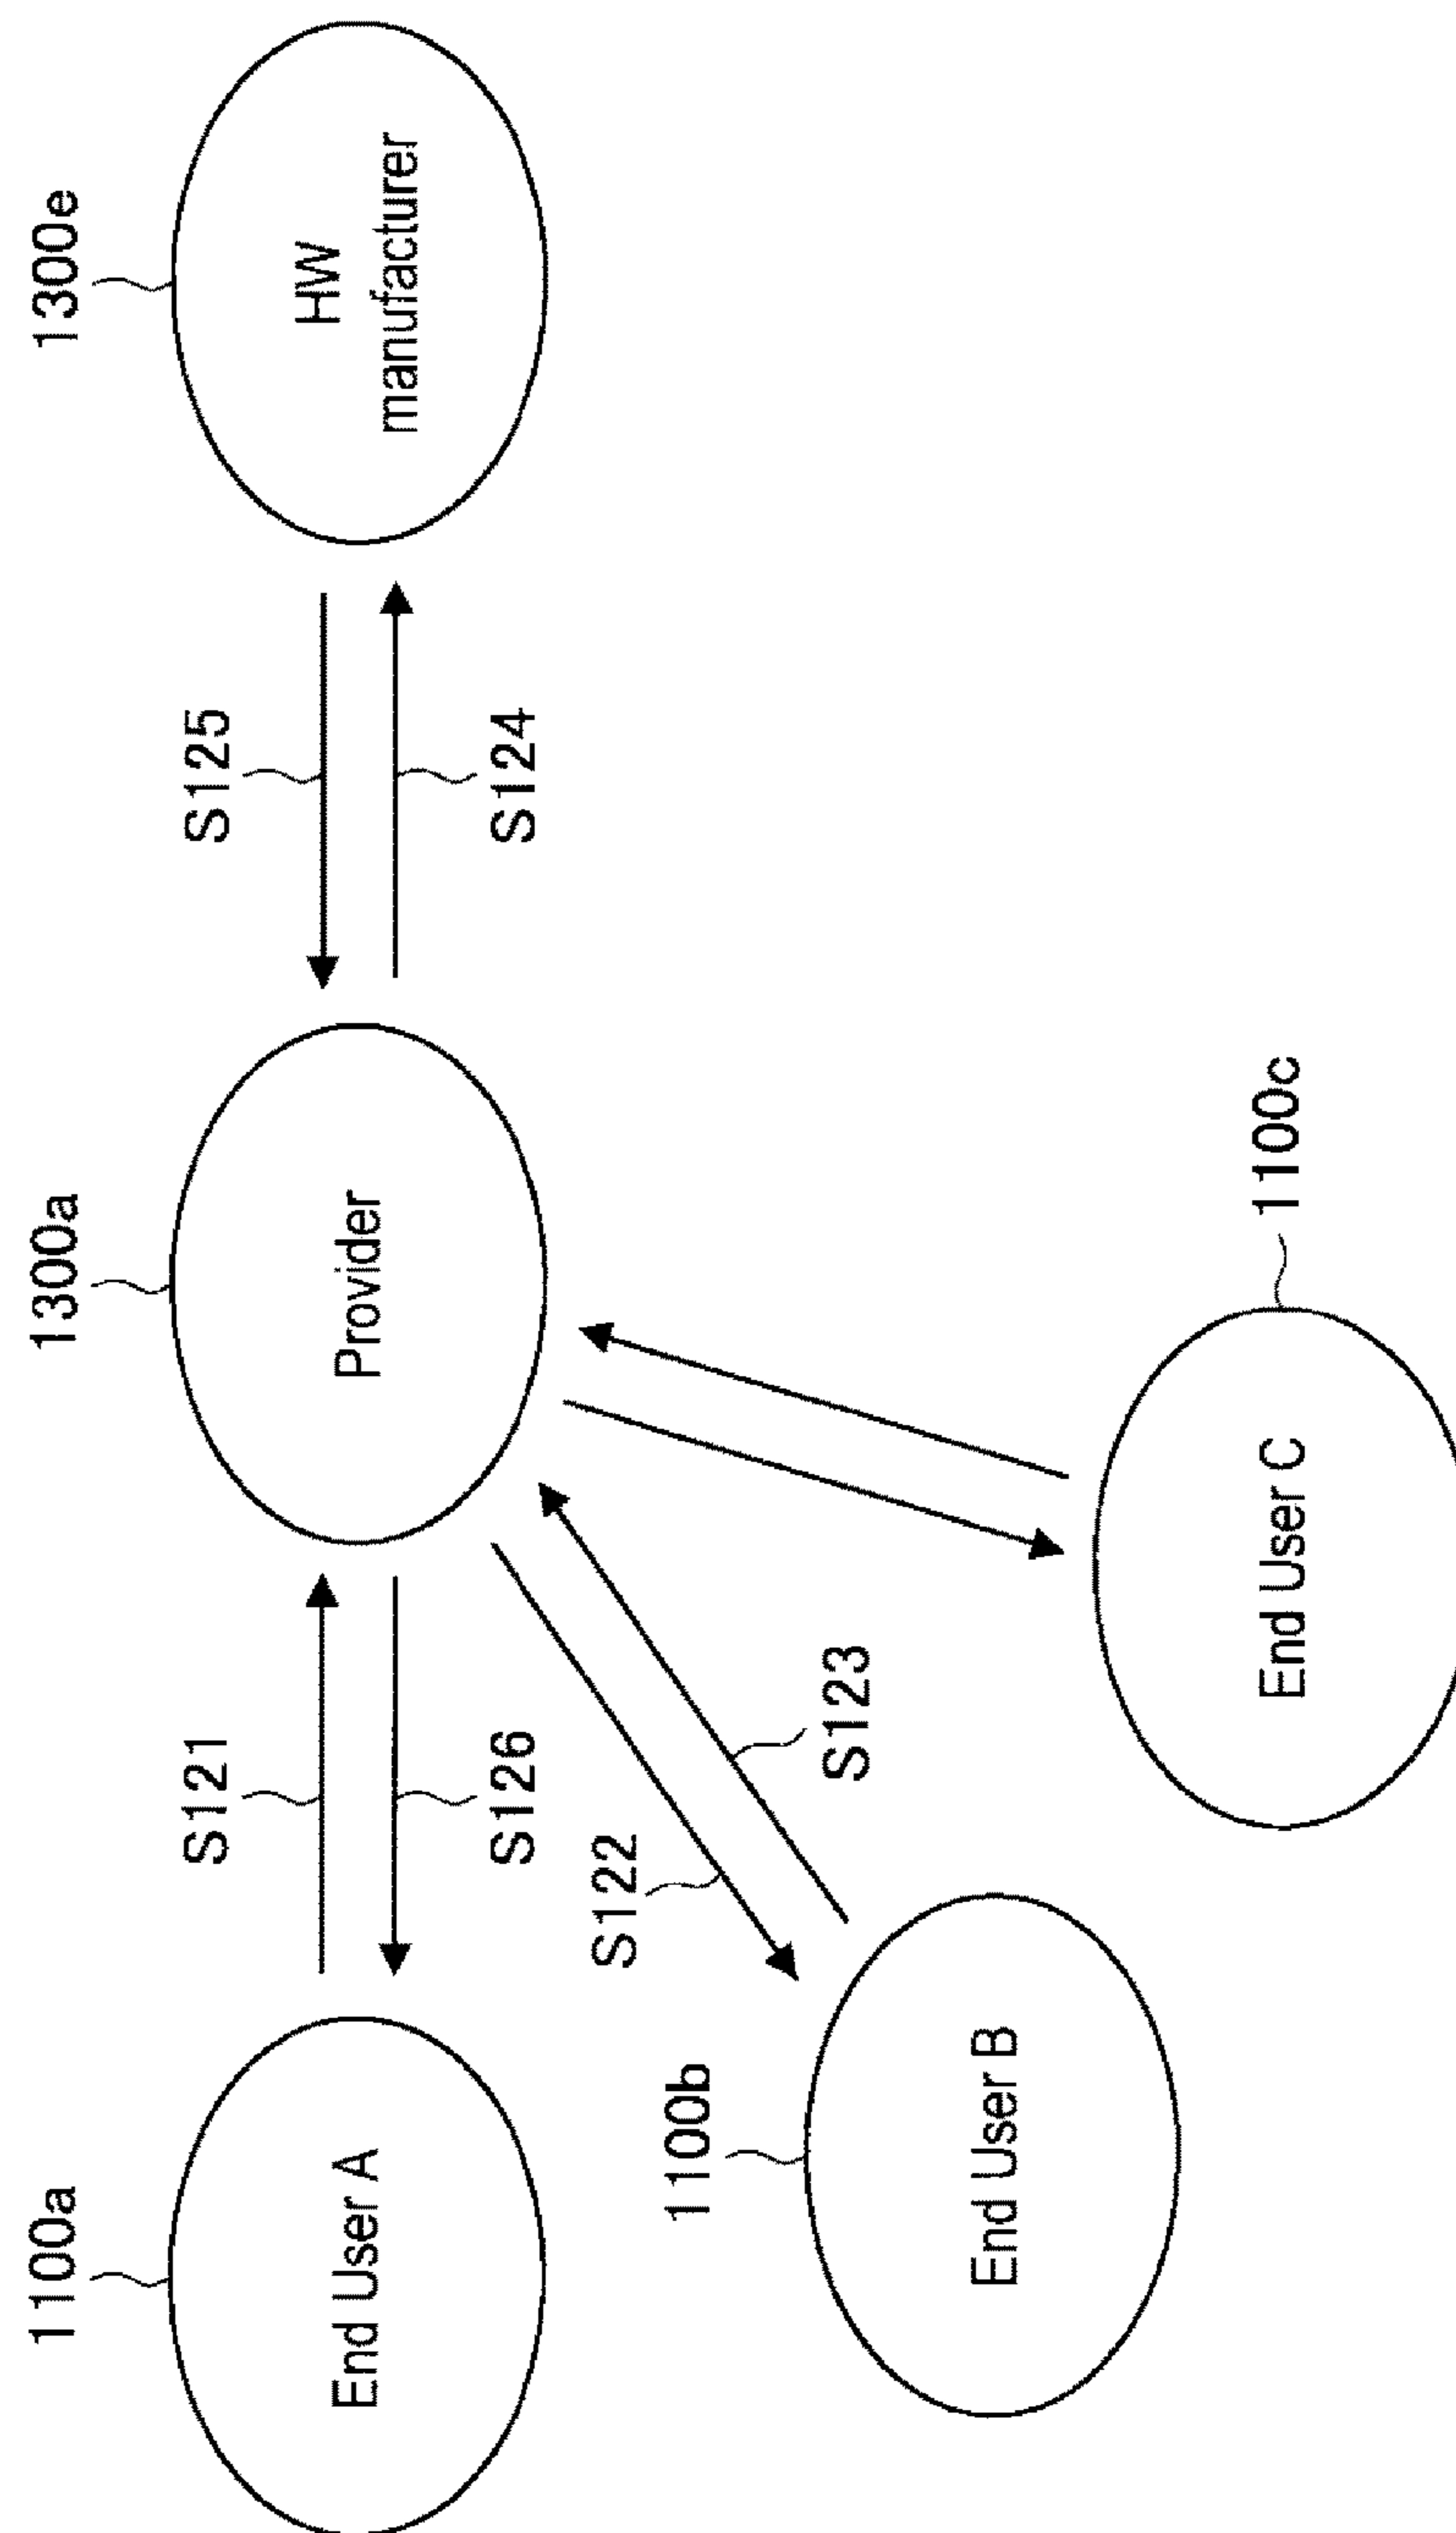 1100a
1300a
1300e
S121
S125
End User A
Provider
HW
manufacturer
S126
S124
S122
1100b
S123
End User B
1100c
End User C